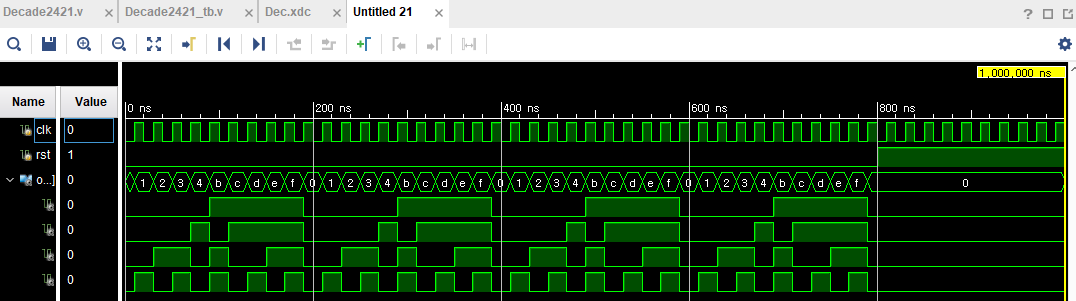 Decade2421.v Decade2421_tb.v Dec.xdc Untitled 21
1,000,000 ns
Name Value
0 ns 200 ns 400 ns 600 ns 800 ns
clk 0
rst 1
o...] 0 1 2 3 4 b c d e f 0 1 2 3 4 b c d e f 0 1 2 3 4 b c d e f 0 1 2 3 4 b c d e f 0
0
0
0
0